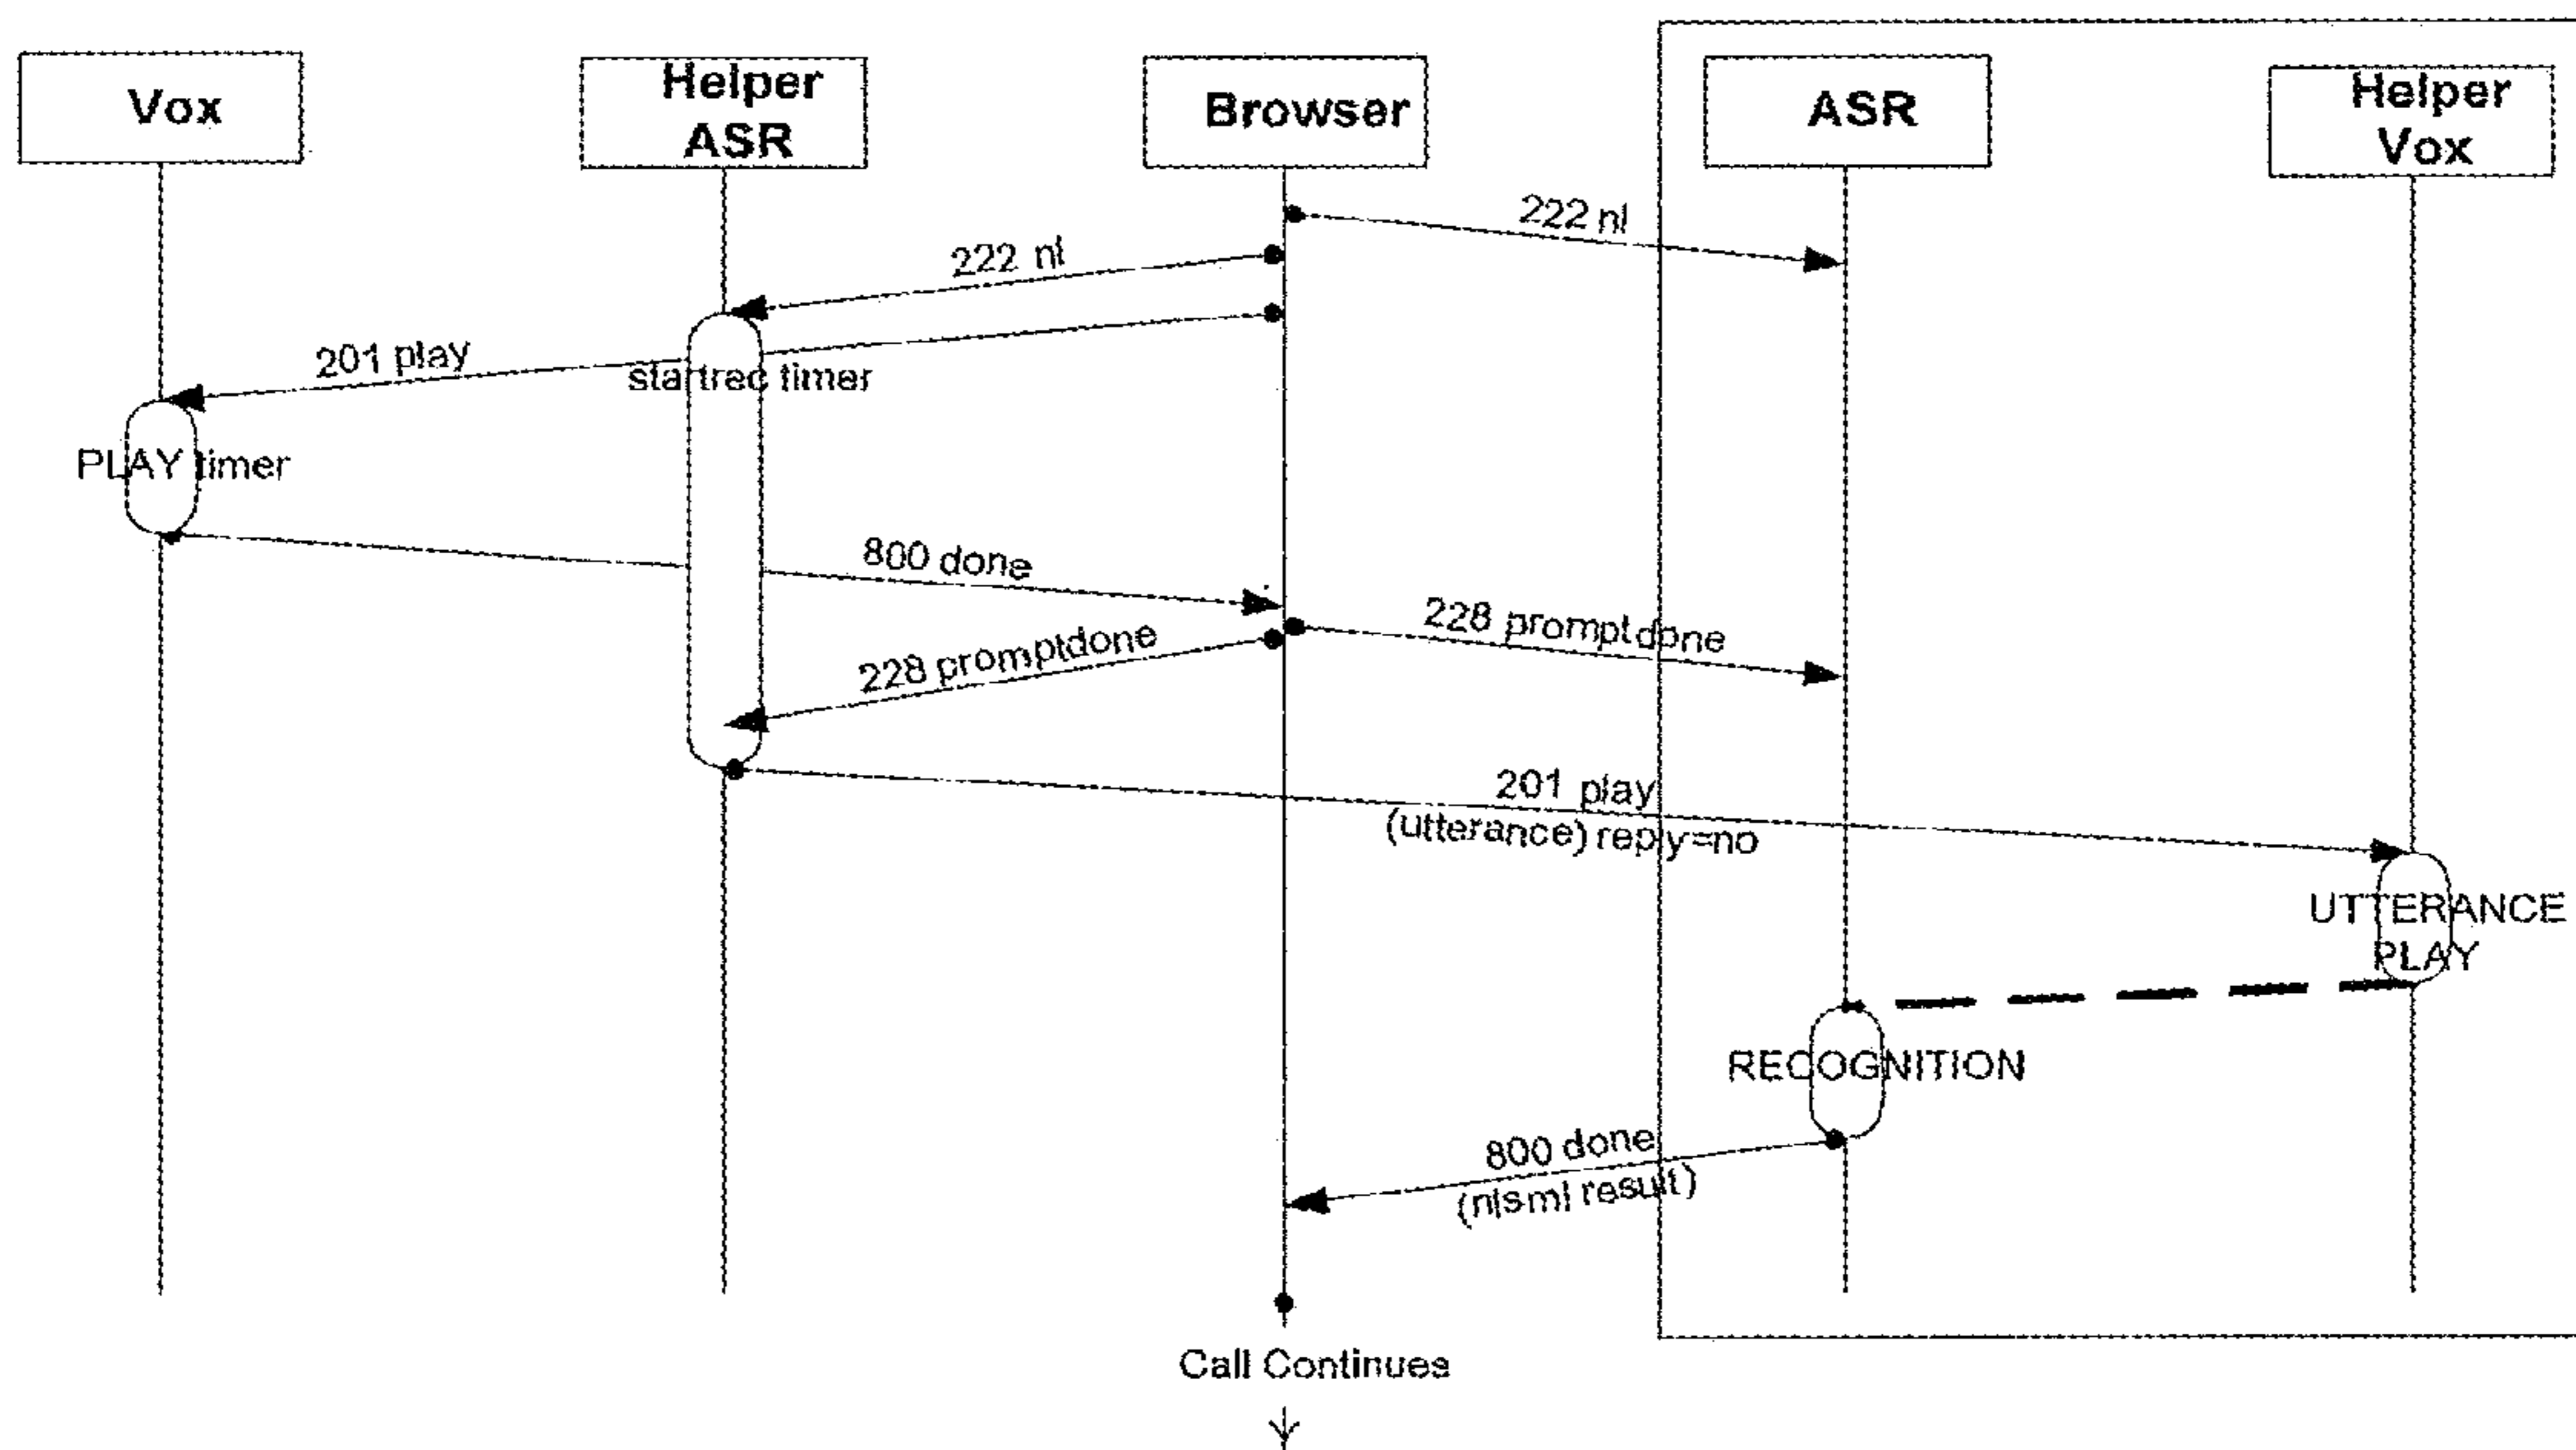 Vox
Helper
ASR
Browser
ASR
Helper
Vox
222 nl
222 nl
201 play
startrec timer
PLAY timer
800 done
228 promptdone
228 promptdone
201 play
(utterance) reply=no
UTTERANCE
PLAY
RECOGNITION
800 done
(nlsml result)
Call Continues